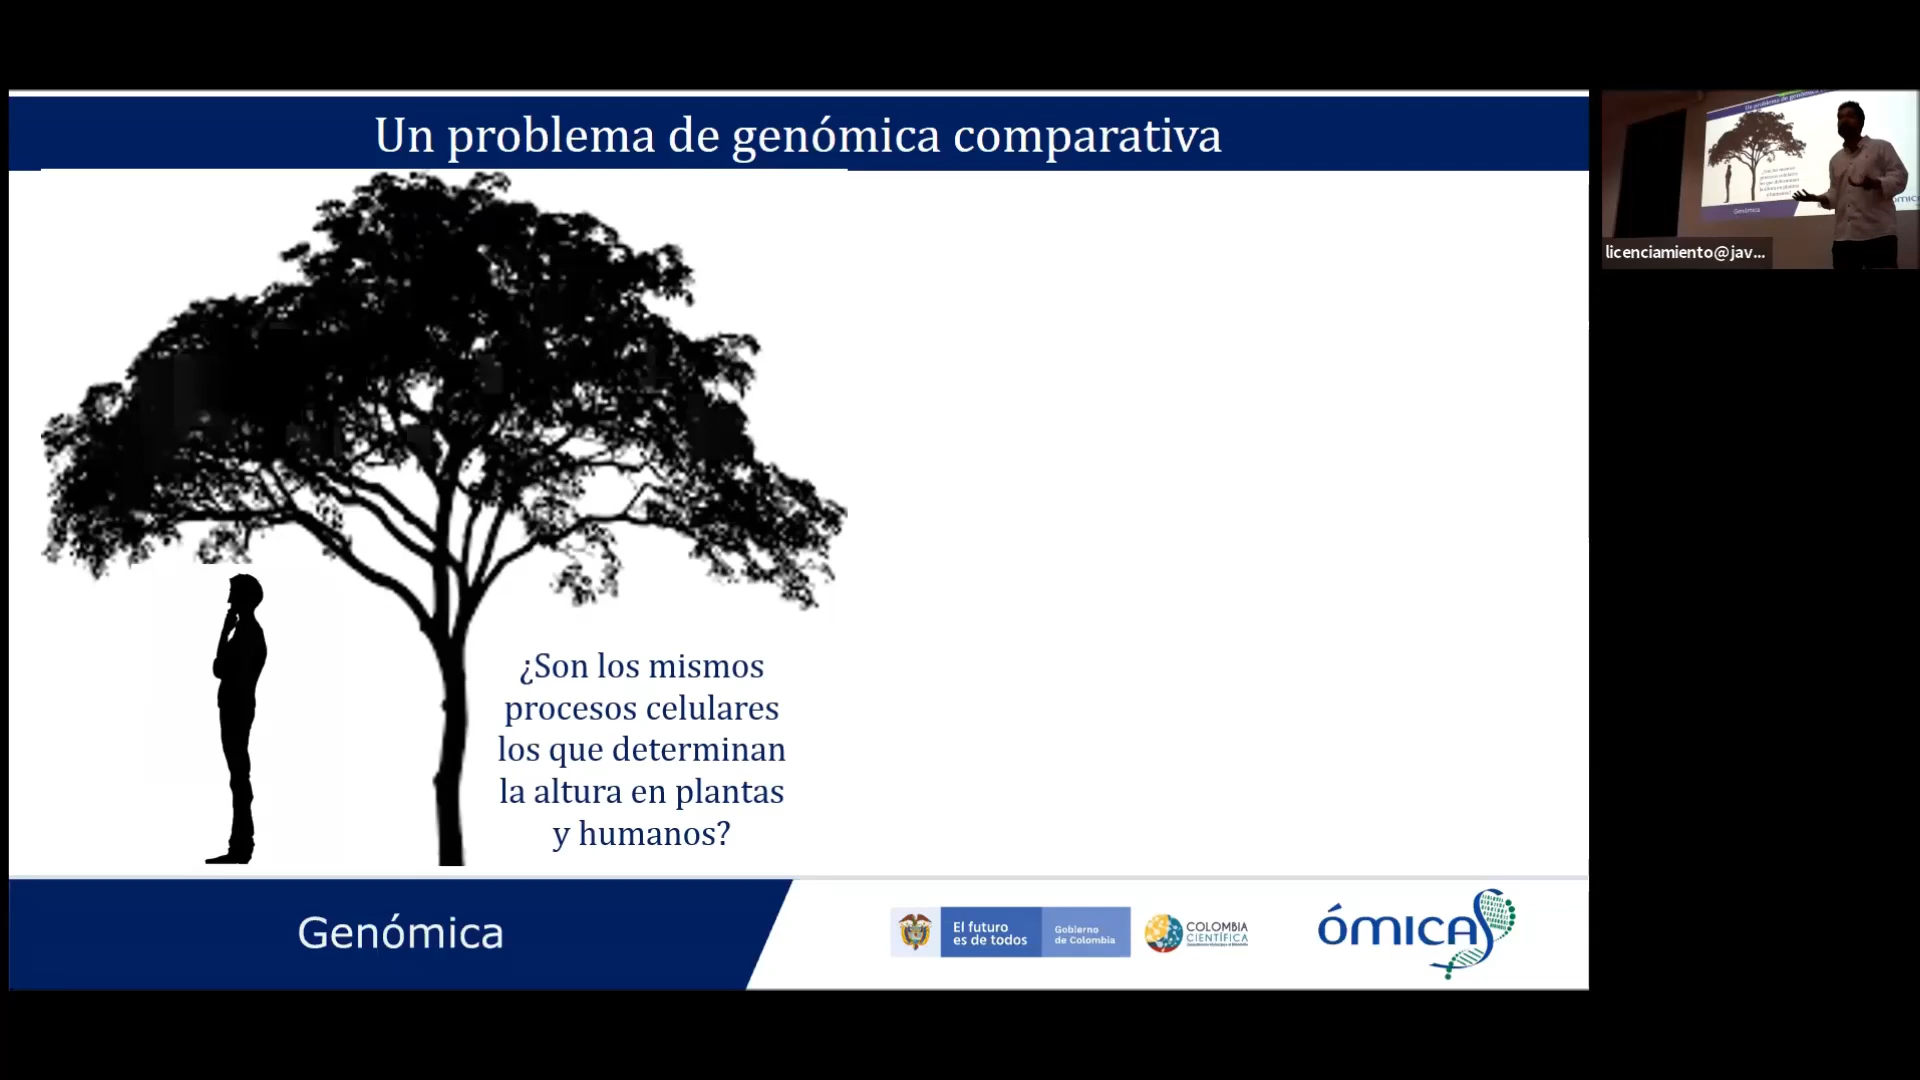 Un problema de genómica comparativa
¿Son los mismos
procesos celulares
los que determinan
la altura en plantas
y humanos?
Genómica
El futuro
es de todos
Gobierno
de Colombia
COLOMBIA
CIENTÍFICA
ómicas
licenciamiento@jav...
Genómica